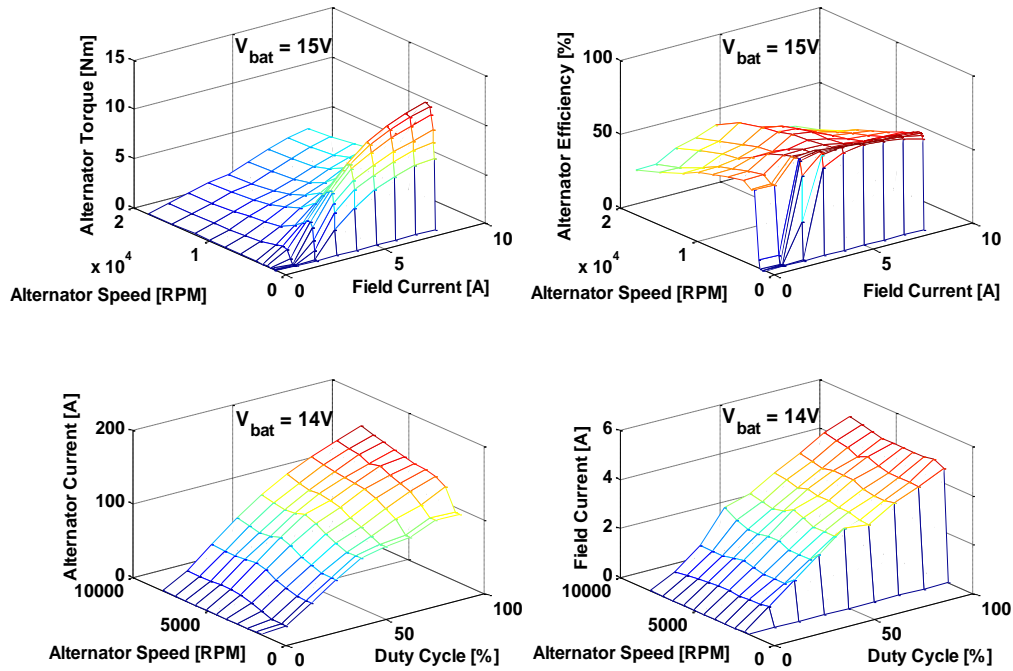 V_bat = 15V
Alternator Torque [Nm]
15
10
5
0
2
1
0
x 10^4
Alternator Speed [RPM]
0
5
10
Field Current [A]
V_bat = 15V
Alternator Efficiency [%]
100
50
0
2
1
0
x 10^4
Alternator Speed [RPM]
0
5
10
Field Current [A]
V_bat = 14V
Alternator Current [A]
200
100
0
10000
5000
0
Alternator Speed [RPM]
0
50
100
Duty Cycle [%]
V_bat = 14V
Field Current [A]
6
4
2
0
10000
5000
0
Alternator Speed [RPM]
0
50
100
Duty Cycle [%]